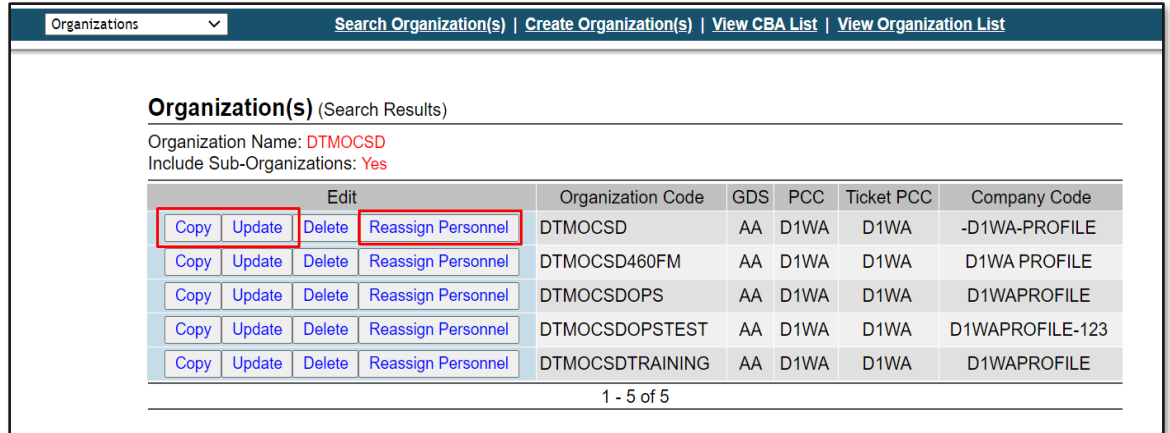 Organizations Search Organization(s) | Create Organization(s) | View CBA List | View Organization List
Organization(s) (Search Results)
Organization Name: DTMOCSD
Include Sub-Organizations: Yes
Edit Organization Code GDS PCC Ticket PCC Company Code
Copy Update Delete Reassign Personnel DTMOCSD AA D1WA D1WA -D1WA-PROFILE
Copy Update Delete Reassign Personnel DTMOCSD460FM AA D1WA D1WA D1WA PROFILE
Copy Update Delete Reassign Personnel DTMOCSDOPS AA D1WA D1WA D1WAPROFILE
Copy Update Delete Reassign Personnel DTMOCSDOPSTEST AA D1WA D1WA D1WAPROFILE-123
Copy Update Delete Reassign Personnel DTMOCSDTRAINING AA D1WA D1WA D1WAPROFILE
1 - 5 of 5